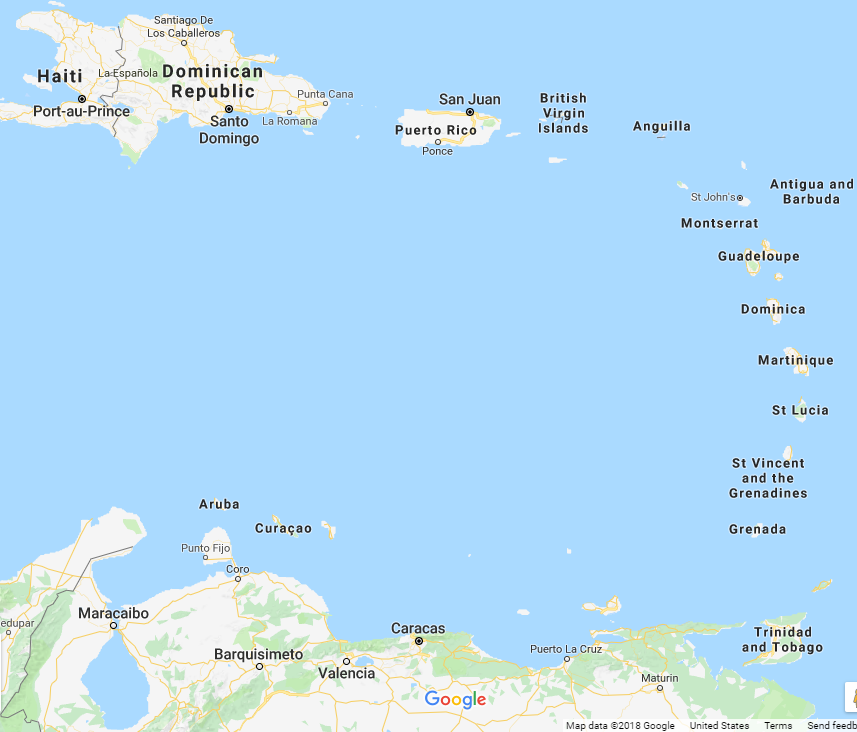 Santiago De
Los Caballeros
Haiti
La Española
Dominican
Republic
Punta Cana
Port-au-Prince
Santo
Domingo
La Romana
San Juan
Puerto Rico
Ponce
British
Virgin
Islands
Anguilla
St John's
Antigua and
Barbuda
Montserrat
Guadeloupe
Dominica
Martinique
St Lucia
St Vincent
and the
Grenadines
Grenada
Aruba
Curaçao
Punto Fijo
Coro
edupar
Maracaibo
Caracas
Barquisimeto
Valencia
Puerto La Cruz
Maturin
Trinidad
and Tobago
Google
Map data ©2018 Google United States Terms Send feedb